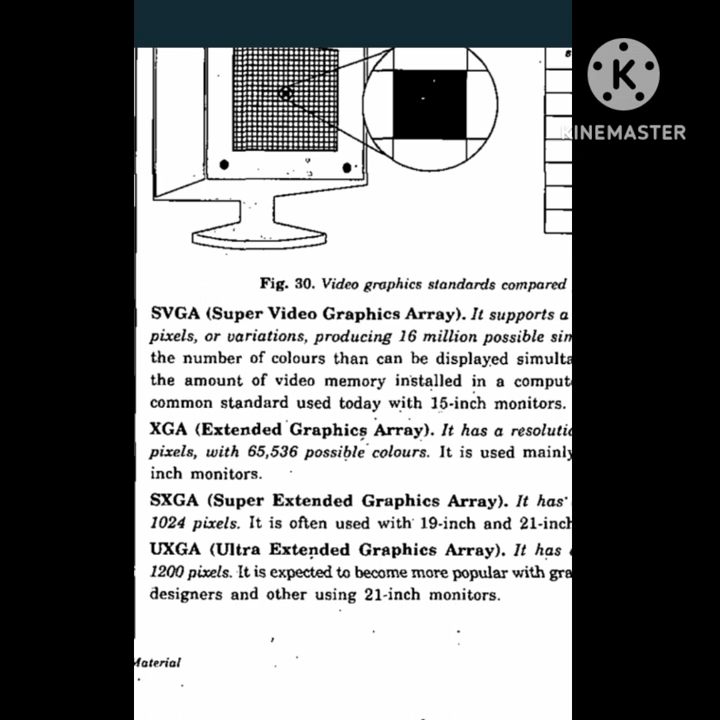 KINEMASTER
Fig. 30. Video graphics standards compared
SVGA (Super Video Graphics Array). It supports a
pixels, or variations, producing 16 million possible sim
the number of colours than can be displayed simulta
the amount of video memory installed in a comput
common standard used today with 15-inch monitors.
XGA (Extended Graphics Array). It has a resolutio
pixels, with 65,536 possible colours. It is used mainly
inch monitors.
SXGA (Super Extended Graphics Array). It has
1024 pixels. It is often used with 19-inch and 21-inch
UXGA (Ultra Extended Graphics Array). It has
1200 pixels. It is expected to become more popular with gra
designers and other using 21-inch monitors.
Material